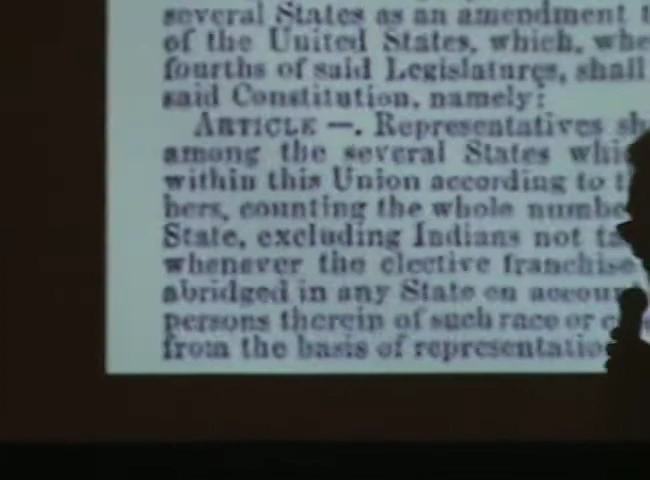 several States as an amendment
of the United States, which, whe
fourths of said Legislatures, shall
said Constitution, namely:
ARTICLE —. Representatives sh
among the several States whic
within this Union according to t
bers, counting the whole numbe
State, excluding Indians not ta
whenever the elective franchise
abridged in any State on accoun
persons therein of such race or c
from the basis of representatio